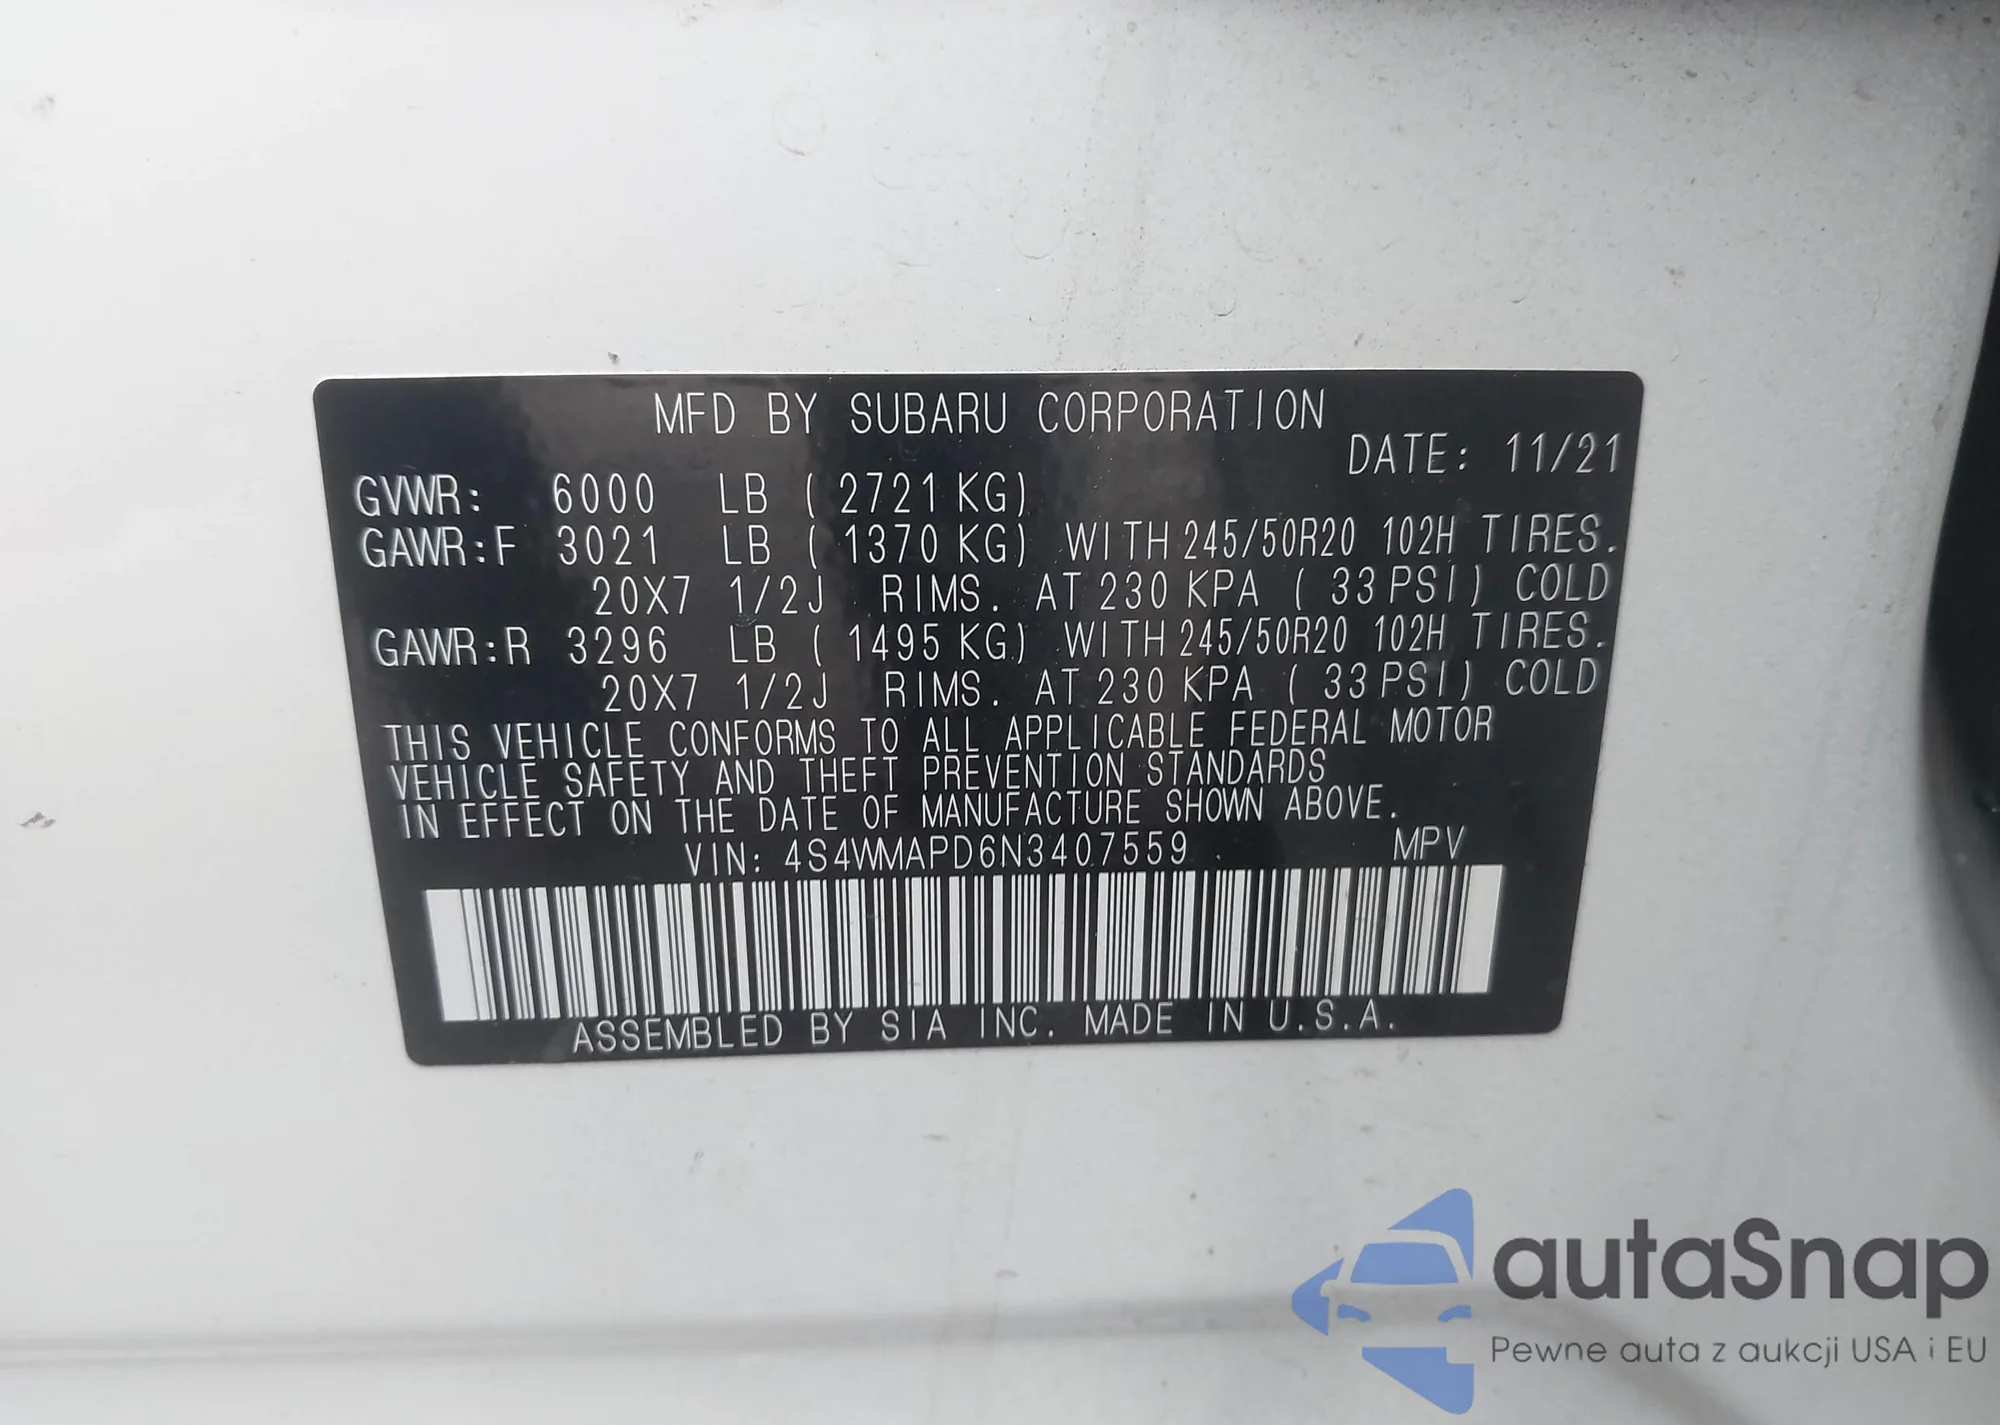 MFD BY SUBARU CORPORATION
DATE: 11/21
GVWR: 6000 LB ( 2721 KG)
GAWR:F 3021 LB ( 1370 KG) WITH 245/50R20 102H TIRES.
20X7 1/2J RIMS. AT 230 KPA ( 33 PSI) COLD
GAWR:R 3296 LB ( 1495 KG) WITH 245/50R20 102H TIRES.
20X7 1/2J RIMS. AT 230 KPA ( 33 PSI) COLD
THIS VEHICLE CONFORMS TO ALL APPLICABLE FEDERAL MOTOR
VEHICLE SAFETY AND THEFT PREVENTION STANDARDS
IN EFFECT ON THE DATE OF MANUFACTURE SHOWN ABOVE.
VIN: 4S4WMAPD6N3407559 MPV
ASSEMBLED BY SIA INC. MADE IN U.S.A.
autaSnap
Pewne auta z aukcji USA i EU